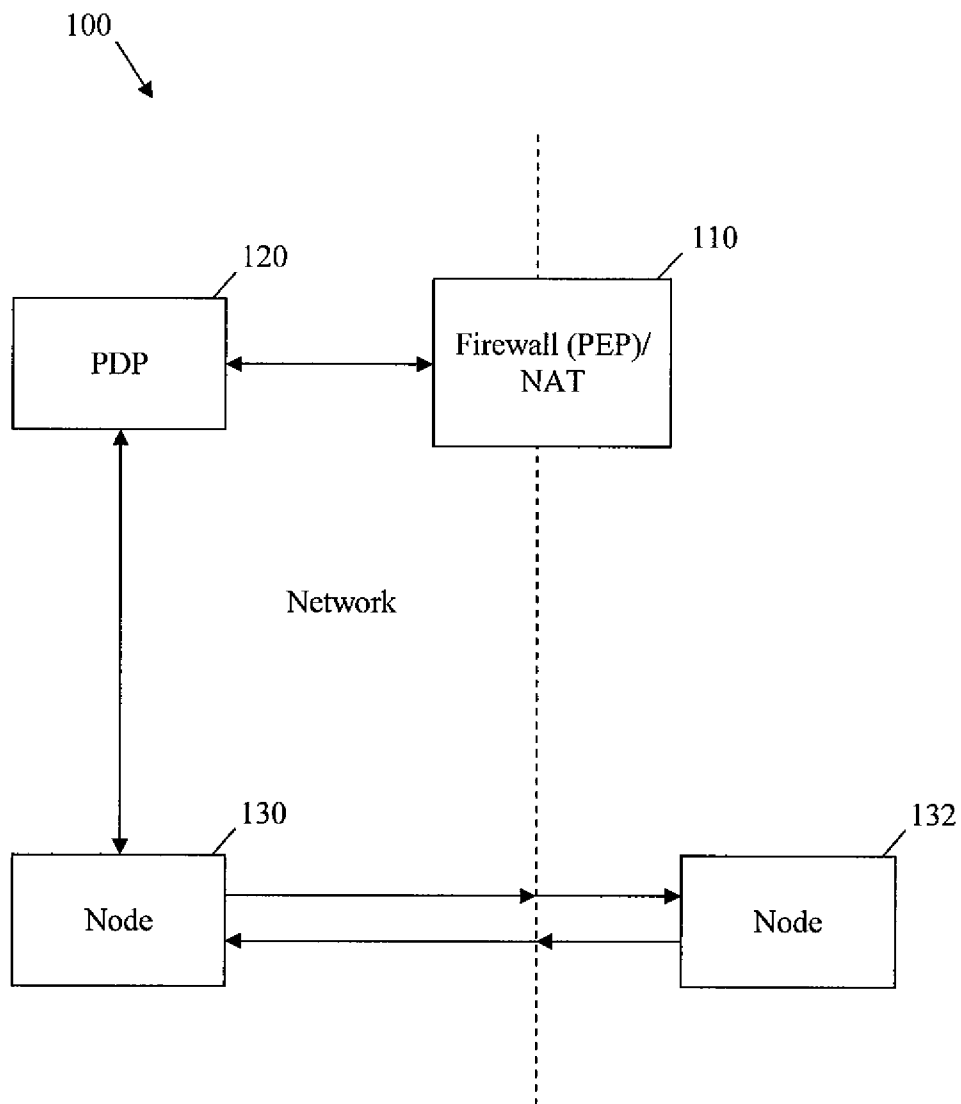 100
110
120
Firewall (PEP)/
NAT
PDP
Network
130
132
Node
Node